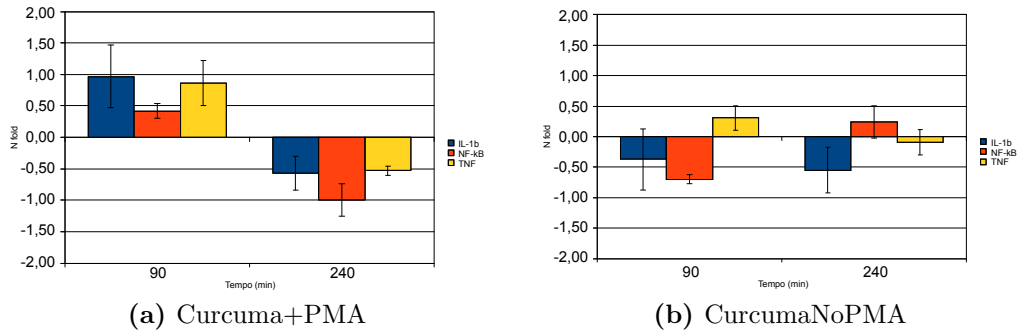 2,00
1,50
1,00
0,50
0,00
-0,50
-1,00
-1,50
-2,00
N fold
90
240
Tempo (min)
IL-1b
NF-kB
TNF
(a) Curcuma+PMA
2,00
1,50
1,00
0,50
0,00
-0,50
-1,00
-1,50
-2,00
N fold
90
240
Tempo (min)
IL-1b
NF-kB
TNF
(b) CurcumaNoPMA